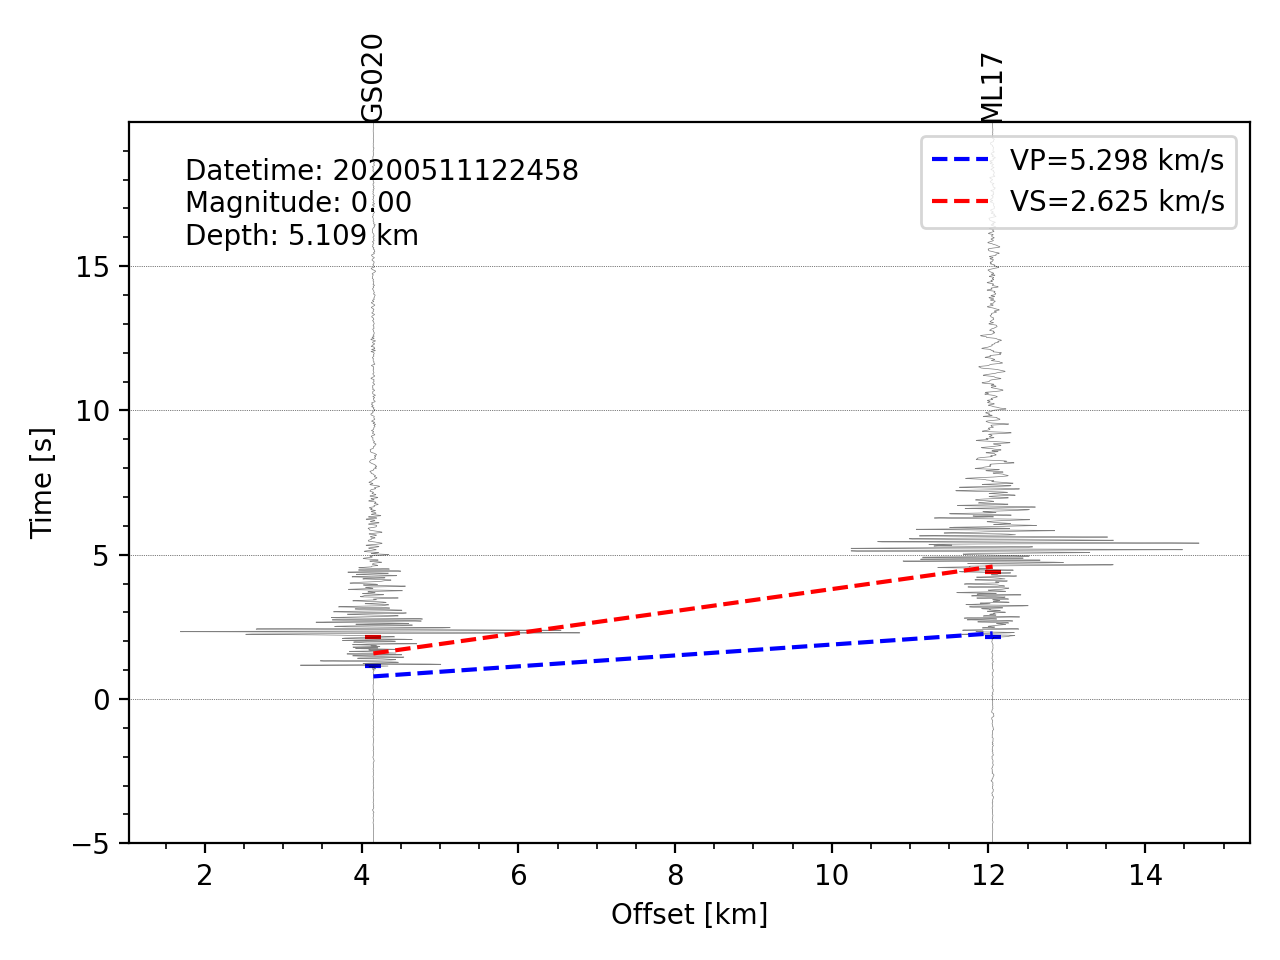 GS020
ML17
Datetime: 20200511122458
Magnitude: 0.00
Depth: 5.109 km
VP=5.298 km/s
VS=2.625 km/s
15
10
5
0
−5
Time [s]
2 4 6 8 10 12 14
Offset [km]